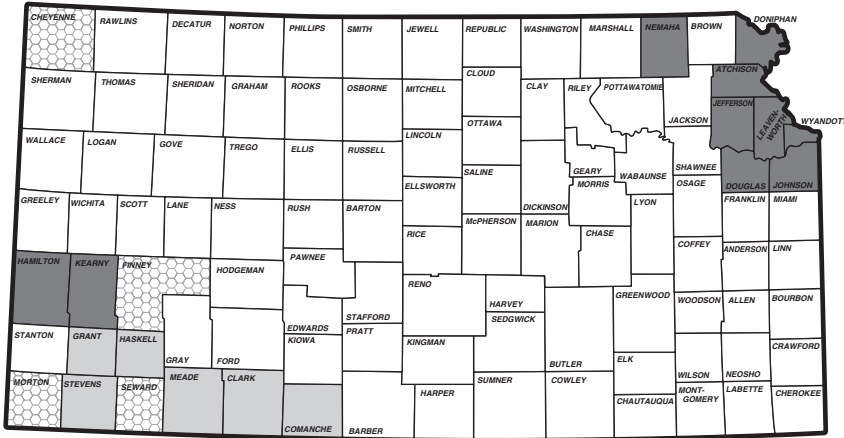 CHEYENNE RAWLINS DECATUR NORTON PHILLIPS SMITH JEWELL REPUBLIC WASHINGTON MARSHALL NEMAHA BROWN DONIPHAN
SHERMAN THOMAS SHERIDAN GRAHAM ROOKS OSBORNE MITCHELL CLOUD CLAY RILEY POTTAWATOMIE JACKSON ATCHISON
JEFFERSON LEAVEN-
WORTH
WYANDOTT
WALLACE LOGAN GOVE TREGO ELLIS RUSSELL LINCOLN OTTAWA
ELLSWORTH SALINE DICKINSON GEARY MORRIS WABAUNSE SHAWNEE OSAGE DOUGLAS JOHNSON
GREELEY WICHITA SCOTT LANE NESS RUSH BARTON RICE McPHERSON MARION CHASE LYON COFFEY FRANKLIN MIAMI
ANDERSON LINN
HAMILTON KEARNY FINNEY HODGEMAN PAWNEE STAFFORD RENO HARVEY GREENWOOD WOODSON ALLEN BOURBON
EDWARDS
STANTON GRANT HASKELL GRAY FORD KIOWA PRATT KINGMAN SEDGWICK BUTLER ELK WILSON NEOSHO CRAWFORD
MORTON STEVENS SEWARD MEADE CLARK COMANCHE BARBER HARPER SUMNER COWLEY CHAUTAUQUA MONT-
GOMERY
LABETTE CHEROKEE